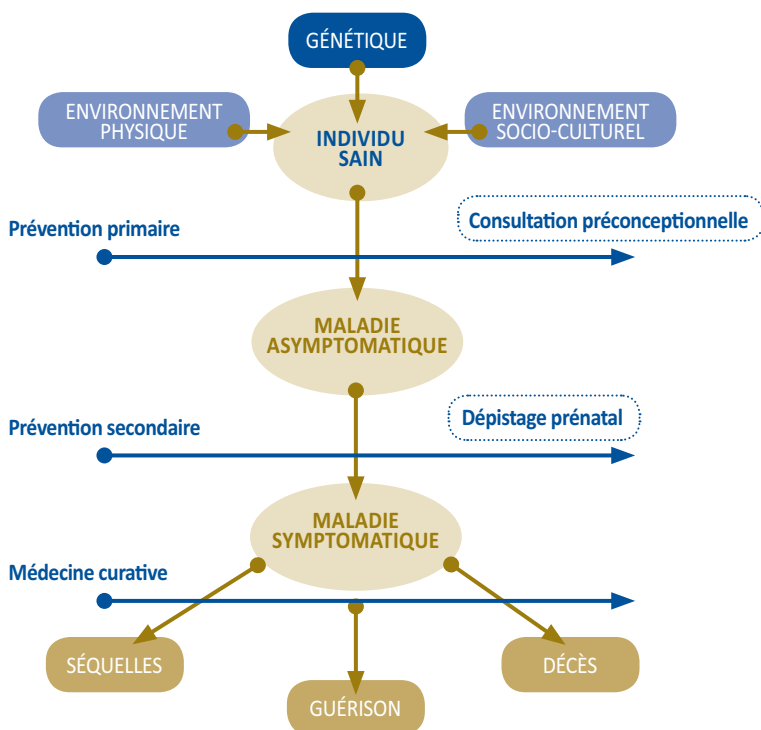 GÉNÉTIQUE
ENVIRONNEMENT
PHYSIQUE
ENVIRONNEMENT
SOCIO-CULTUREL
INDIVIDU
SAIN
Prévention primaire
Consultation préconceptionnelle
MALADIE
ASYMPTOMATIQUE
Prévention secondaire
Dépistage prénatal
MALADIE
SYMPTOMATIQUE
Médecine curative
SÉQUELLES
GUÉRISON
DÉCÈS